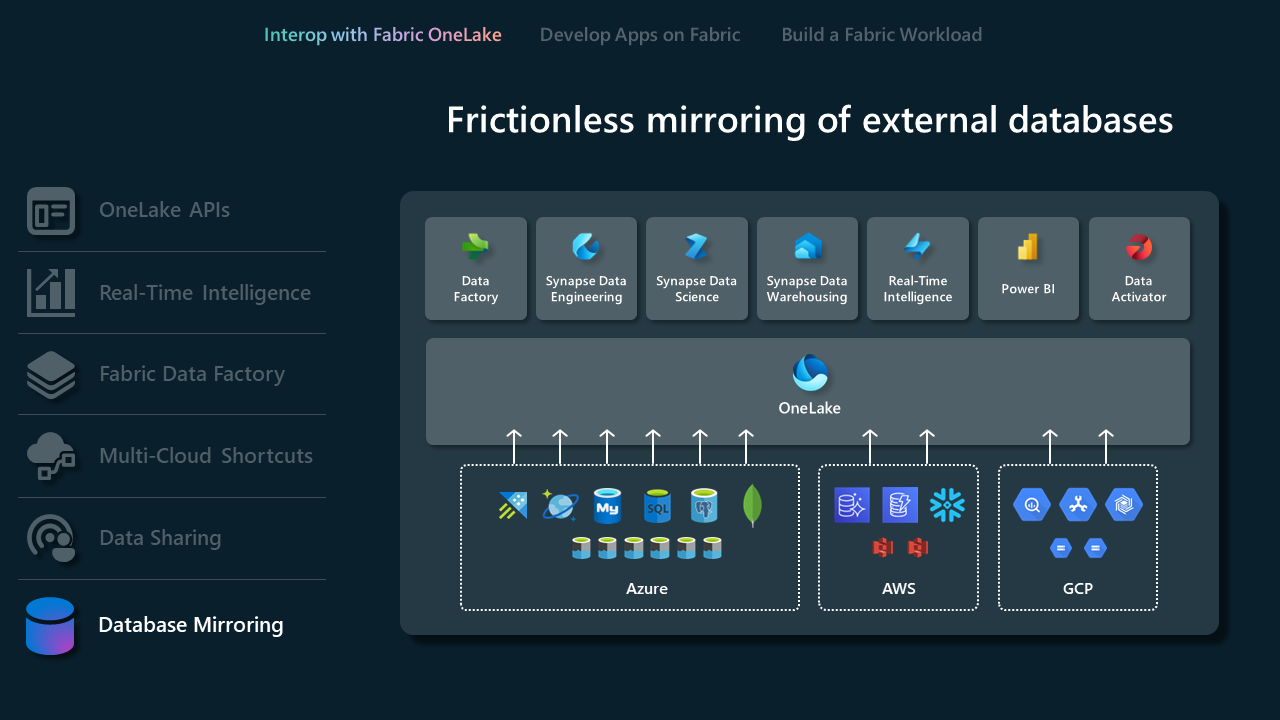 Interop with Fabric OneLake
Develop Apps on Fabric
Build a Fabric Workload
Frictionless mirroring of external databases
OneLake APIs
Real-Time Intelligence
Fabric Data Factory
Multi-Cloud Shortcuts
Data Sharing
Database Mirroring
Data
Factory
Synapse Data
Engineering
Synapse Data
Science
Synapse Data
Warehousing
Real-Time
Intelligence
Power BI
Data
Activator
OneLake
My
SQL
Azure
AWS
GCP